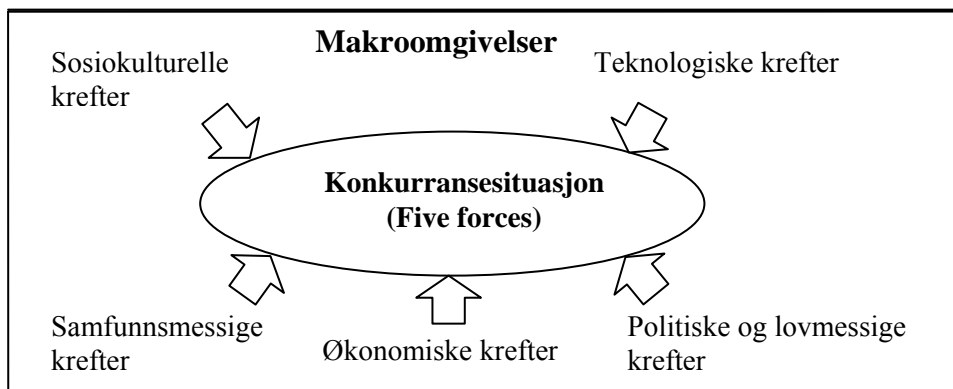 Makroomgivelser
Sosiokulturelle
krefter
Teknologiske krefter
Konkurransesituasjon
(Five forces)
Samfunnsmessige
krefter
Økonomiske krefter
Politiske og lovmessige
krefter